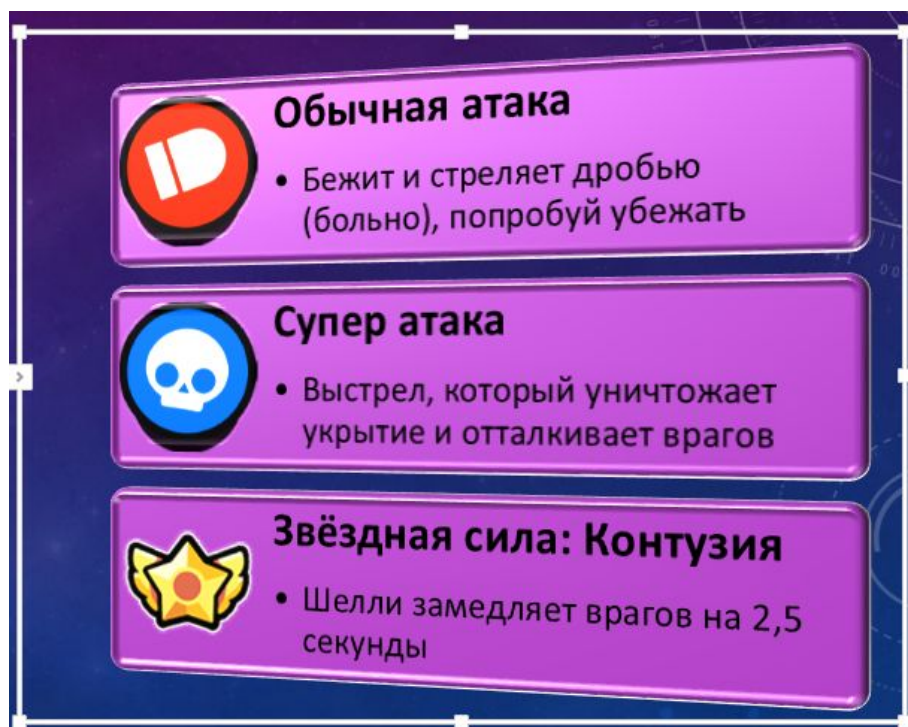 Обычная атака
• Бежит и стреляет дробью
(больно), попробуй убежать
Супер атака
• Выстрел, который уничтожает
укрытие и отталкивает врагов
Звёздная сила: Контузия
• Шелли замедляет врагов на 2,5
секунды